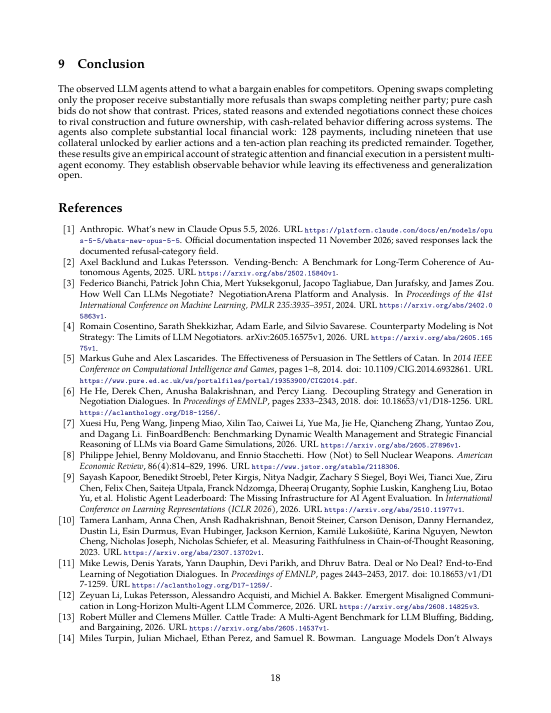 9 Conclusion
The observed LLM agents attend to what a bargain enables for competitors. Opening swaps completing
only the proposer receive substantially more refusals than swaps completing neither party; pure cash
bids do not show that contrast. Prices, stated reasons and extended negotiations connect these choices
to rival construction and future ownership, with cash-related behavior differing across systems. The
agents also complete substantial local financial work: 128 payments, including nineteen that use
collateral unlocked by earlier actions and a ten-action plan reaching its predicted remainder. Together,
these results give an empirical account of strategic attention and financial execution in a persistent multi-
agent economy. They establish observable behavior while leaving its effectiveness and generalization
open.
References
[1] Anthropic. What's new in Claude Opus 5.5, 2026. URL https://platform.claude.com/docs/en/models/opu
s-5-5/whats-new-opus-5-5. Official documentation inspected 11 November 2026; saved responses lack the
documented refusal-category field.
[2] Axel Backlund and Lukas Petersson. Vending-Bench: A Benchmark for Long-Term Coherence of Au-
tonomous Agents, 2025. URL https://arxiv.org/abs/2502.15840v1.
[3] Federico Bianchi, Patrick John Chia, Mert Yuksekgonul, Jacopo Tagliabue, Dan Jurafsky, and James Zou.
How Well Can LLMs Negotiate? NegotiationArena Platform and Analysis. In Proceedings of the 41st
International Conference on Machine Learning, PMLR 235:3935–3951, 2024. URL https://arxiv.org/abs/2402.0
5863v1.
[4] Romain Cosentino, Sarath Shekkizhar, Adam Earle, and Silvio Savarese. Counterparty Modeling is Not
Strategy: The Limits of LLM Negotiators. arXiv:2605.16575v1, 2026. URL https://arxiv.org/abs/2605.165
75v1.
[5] Markus Guhe and Alex Lascarides. The Effectiveness of Persuasion in The Settlers of Catan. In 2014 IEEE
Conference on Computational Intelligence and Games, pages 1–8, 2014. doi: 10.1109/CIG.2014.6932861. URL
https://www.pure.ed.ac.uk/ws/portalfiles/portal/19353900/CIG2014.pdf.
[6] He He, Derek Chen, Anusha Balakrishnan, and Percy Liang. Decoupling Strategy and Generation in
Negotiation Dialogues. In Proceedings of EMNLP, pages 2333–2343, 2018. doi: 10.18653/v1/D18-1256. URL
https://aclanthology.org/D18-1256/.
[7] Xuesi Hu, Peng Wang, Jinpeng Miao, Xilin Tao, Caiwei Li, Yue Ma, Jie He, Qiancheng Zhang, Yuntao Zou,
and Dagang Li. FinBoardBench: Benchmarking Dynamic Wealth Management and Strategic Financial
Reasoning of LLMs via Board Game Simulations, 2026. URL https://arxiv.org/abs/2605.27896v1.
[8] Philippe Jehiel, Benny Moldovanu, and Ennio Stacchetti. How (Not) to Sell Nuclear Weapons. American
Economic Review, 86(4):814–829, 1996. URL https://www.jstor.org/stable/2118306.
[9] Sayash Kapoor, Benedikt Stroebl, Peter Kirgis, Nitya Nadgir, Zachary S Siegel, Boyi Wei, Tianci Xue, Ziru
Chen, Felix Chen, Saiteja Utpala, Franck Ndzomga, Dheeraj Oruganty, Sophie Luskin, Kangheng Liu, Botao
Yu, et al. Holistic Agent Leaderboard: The Missing Infrastructure for AI Agent Evaluation. In International
Conference on Learning Representations (ICLR 2026), 2026. URL https://arxiv.org/abs/2510.11977v1.
[10] Tamera Lanham, Anna Chen, Ansh Radhakrishnan, Benoit Steiner, Carson Denison, Danny Hernandez,
Dustin Li, Esin Durmus, Evan Hubinger, Jackson Kernion, Kamilė Lukošiūtė, Karina Nguyen, Newton
Cheng, Nicholas Joseph, Nicholas Schiefer, et al. Measuring Faithfulness in Chain-of-Thought Reasoning,
2023. URL https://arxiv.org/abs/2307.13702v1.
[11] Mike Lewis, Denis Yarats, Yann Dauphin, Devi Parikh, and Dhruv Batra. Deal or No Deal? End-to-End
Learning of Negotiation Dialogues. In Proceedings of EMNLP, pages 2443–2453, 2017. doi: 10.18653/v1/D1
7-1259. URL https://aclanthology.org/D17-1259/.
[12] Zeyuan Li, Lukas Petersson, Alessandro Acquisti, and Michiel A. Bakker. Emergent Misaligned Communi-
cation in Long-Horizon Multi-Agent LLM Commerce, 2026. URL https://arxiv.org/abs/2608.14825v3.
[13] Robert Müller and Clemens Müller. Cattle Trade: A Multi-Agent Benchmark for LLM Bluffing, Bidding,
and Bargaining, 2026. URL https://arxiv.org/abs/2605.14537v1.
[14] Miles Turpin, Julian Michael, Ethan Perez, and Samuel R. Bowman. Language Models Don't Always
18